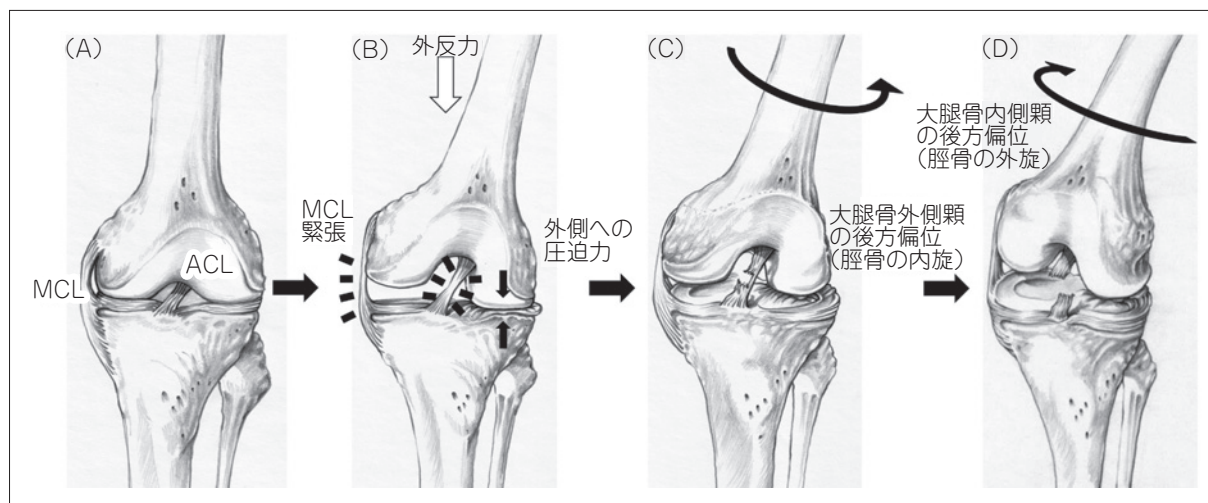 (A)
MCL
ACL
(B)
外反力
MCL
緊張
外側への
圧迫力
(C)
大腿骨外側顆
の後方偏位
(脛骨の内旋)
(D)
大腿骨内側顆
の後方偏位
(脛骨の外旋)